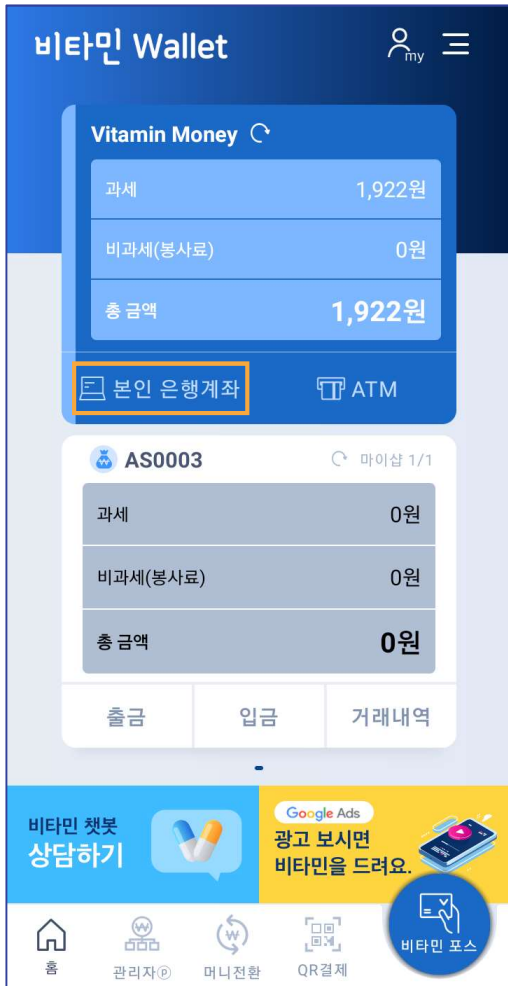 비타민 Wallet
my
Vitamin Money
과세 1,922원
비과세(봉사료) 0원
총 금액 1,922원
본인 은행계좌 ATM
AS0003 마이샵 1/1
과세 0원
비과세(봉사료) 0원
총 금액 0원
출금 입금 거래내역
비타민 챗봇
상담하기
Google Ads
광고 보시면
비타민을 드려요.
홈 관리자ⓟ 머니전환 QR결제 비타민 포스